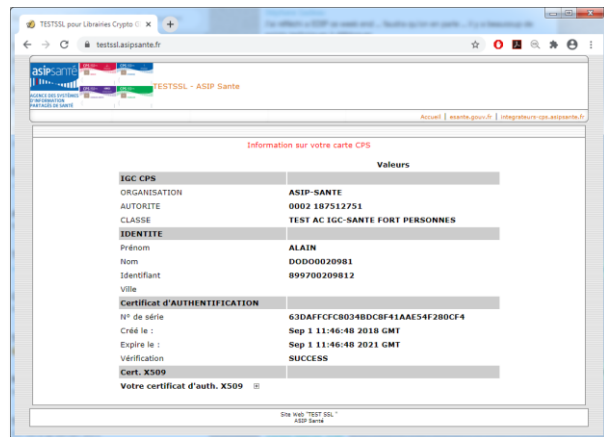 TESTSSL pour Librairies Crypto C
testssl.asipsante.fr
asipsanté
AGENCE DES SYSTÈMES
D'INFORMATION
PARTAGÉS DE SANTÉ
TESTSSL - ASIP Sante
Accueil | esante.gouv.fr | integrateurs-cps.asipsante.fr
Information sur votre carte CPS
Valeurs
IGC CPS
ORGANISATION ASIP-SANTE
AUTORITE 0002 187512751
CLASSE TEST AC IGC-SANTE FORT PERSONNES
IDENTITE
Prénom ALAIN
Nom DODO0020981
Identifiant 899700209812
Ville
Certificat d'AUTHENTIFICATION
N° de série 63DAFFCFC8034BDC8F41AAE54F280CF4
Créé le : Sep 1 11:46:48 2018 GMT
Expire le : Sep 1 11:46:48 2021 GMT
Vérification SUCCESS
Cert. X509
Votre certificat d'auth. X509
Site Web "TEST SSL "
ASIP Santé